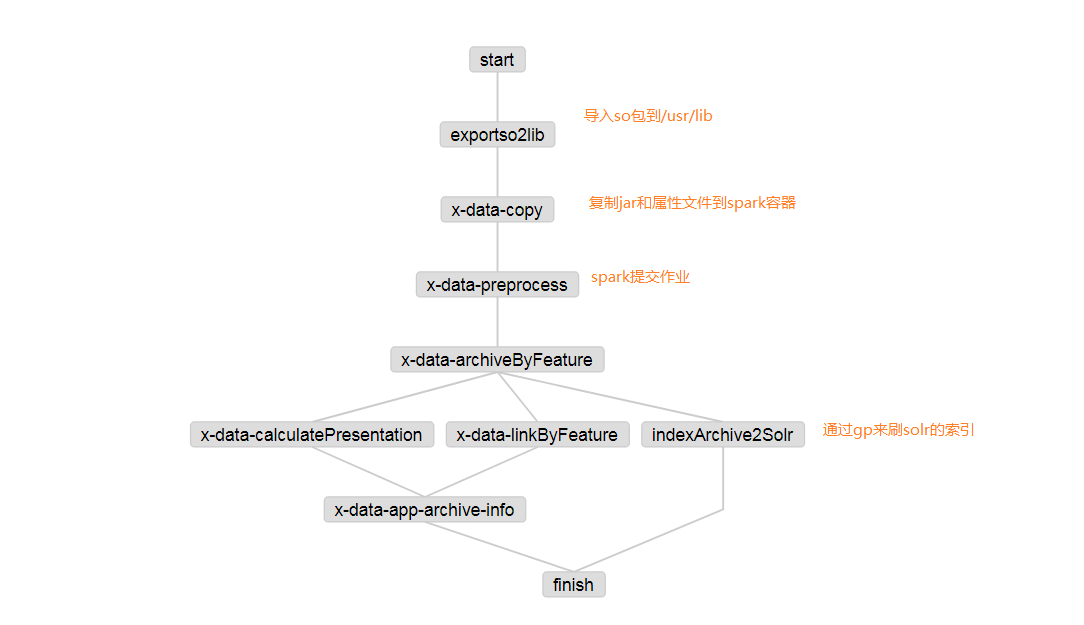 start
导入so包到/usr/lib
exportso2lib
复制jar和属性文件到spark容器
x-data-copy
spark提交作业
x-data-preprocess
x-data-archiveByFeature
x-data-calculatePresentation
x-data-linkByFeature
indexArchive2Solr
通过gp来刷solr的索引
x-data-app-archive-info
finish